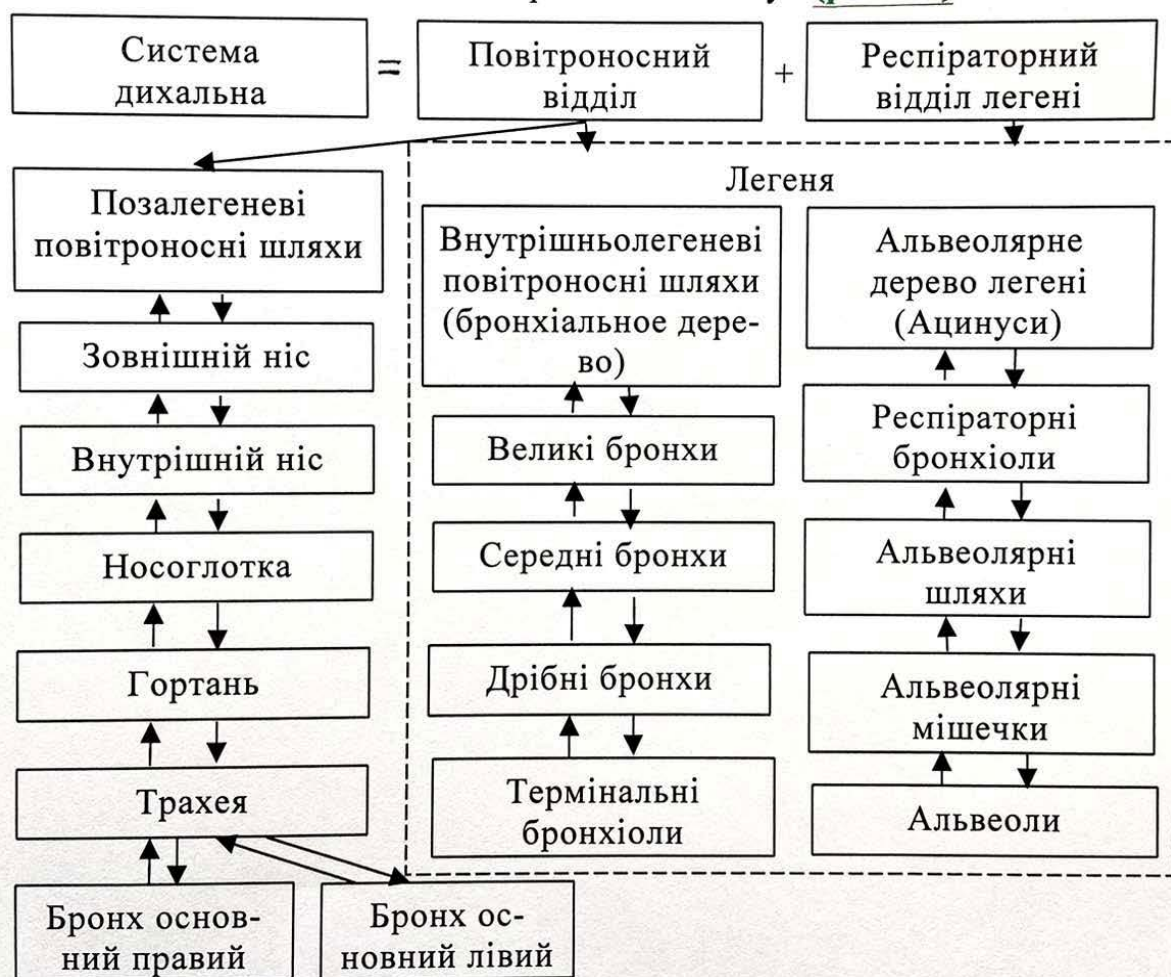 Система
дихальна
=
Повітроносний
відділ
+
Респіраторний
відділ легені
Позалегеневі
повітроносні шляхи
Зовнішній ніс
Внутрішній ніс
Носоглотка
Гортань
Трахея
Бронх основ-
ний правий
Бронх ос-
новний лівий
Легеня
Внутрішньолегеневі
повітроносні шляхи
(бронхіальное дере-
во)
Великі бронхи
Середні бронхи
Дрібні бронхи
Термінальні
бронхіоли
Альвеолярне
дерево легені
(Ацинуси)
Респіраторні
бронхіоли
Альвеолярні
шляхи
Альвеолярні
мішечки
Альвеоли